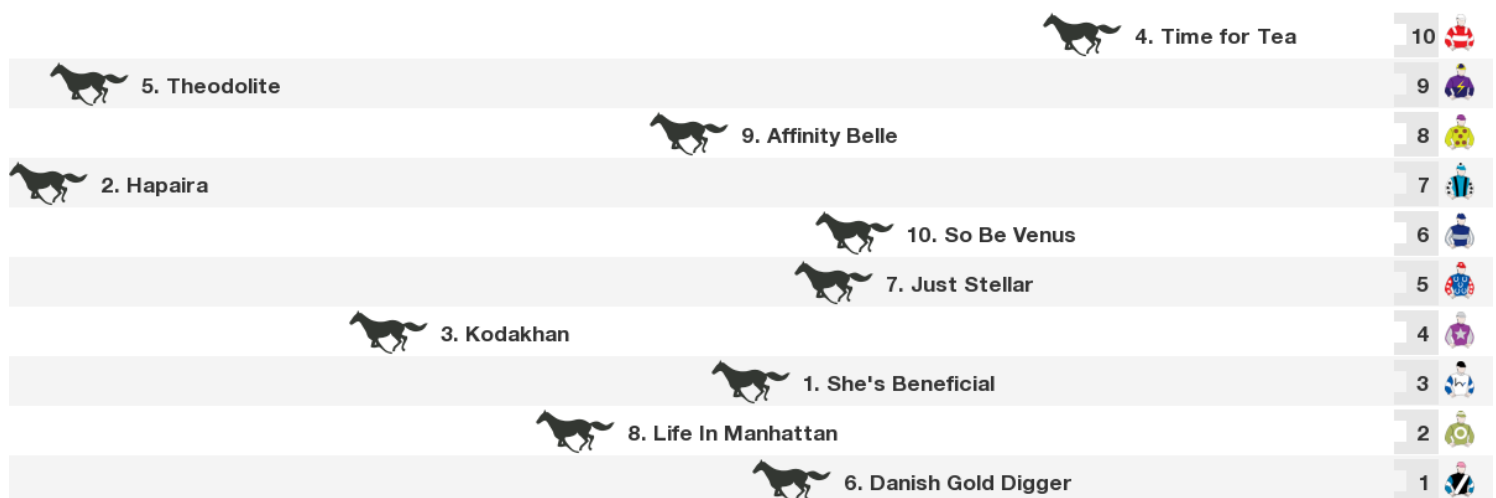 4. Time for Tea 10
5. Theodolite 9
9. Affinity Belle 8
2. Hapaira 7
10. So Be Venus 6
7. Just Stellar 5
3. Kodakhan 4
1. She's Beneficial 3
8. Life In Manhattan 2
6. Danish Gold Digger 1